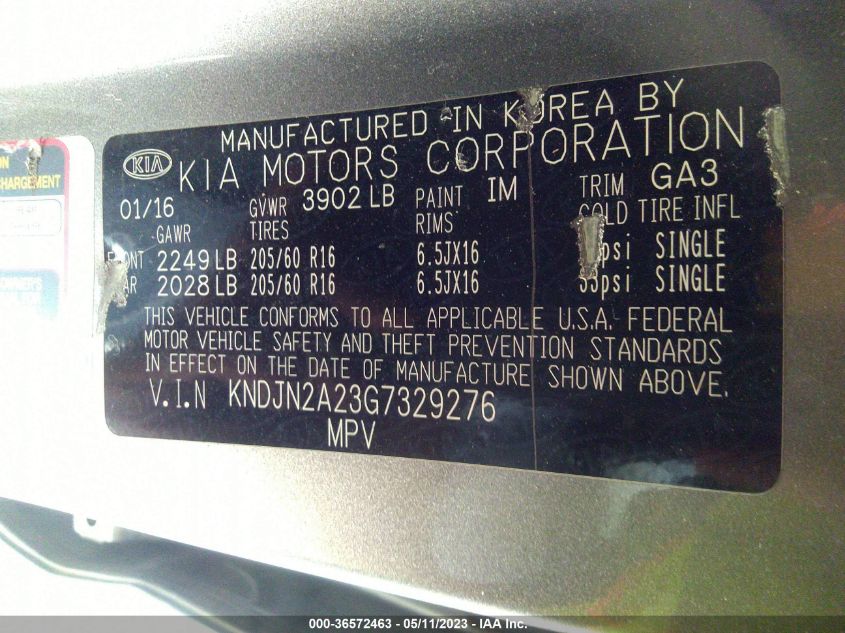 MANUFACTURED IN KOREA BY
KIA KIA MOTORS CORPORATION
01/16 GVWR 3902 LB PAINT IM TRIM GA3
GAWR TIRES RIMS COLD TIRE INFL
2249 LB 205/60 R16 6.5JX16 psi SINGLE
2028 LB 205/60 R16 6.5JX16 33psi SINGLE
THIS VEHICLE CONFORMS TO ALL APPLICABLE U.S.A. FEDERAL
MOTOR VEHICLE SAFETY AND THEFT PREVENTION STANDARDS
IN EFFECT ON THE DATE OF MANUFACTURE SHOWN ABOVE.
V.I.N KNDJN2A23G7329276
MPV
000-36572463 - 05/11/2023 - IAA Inc.